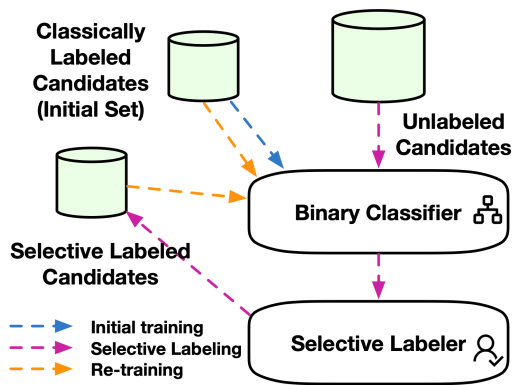 Classically
Labeled
Candidates
(Initial Set)
Unlabeled
Candidates
Binary Classifier
Selective Labeled
Candidates
Selective Labeler
Initial training
Selective Labeling
Re-training